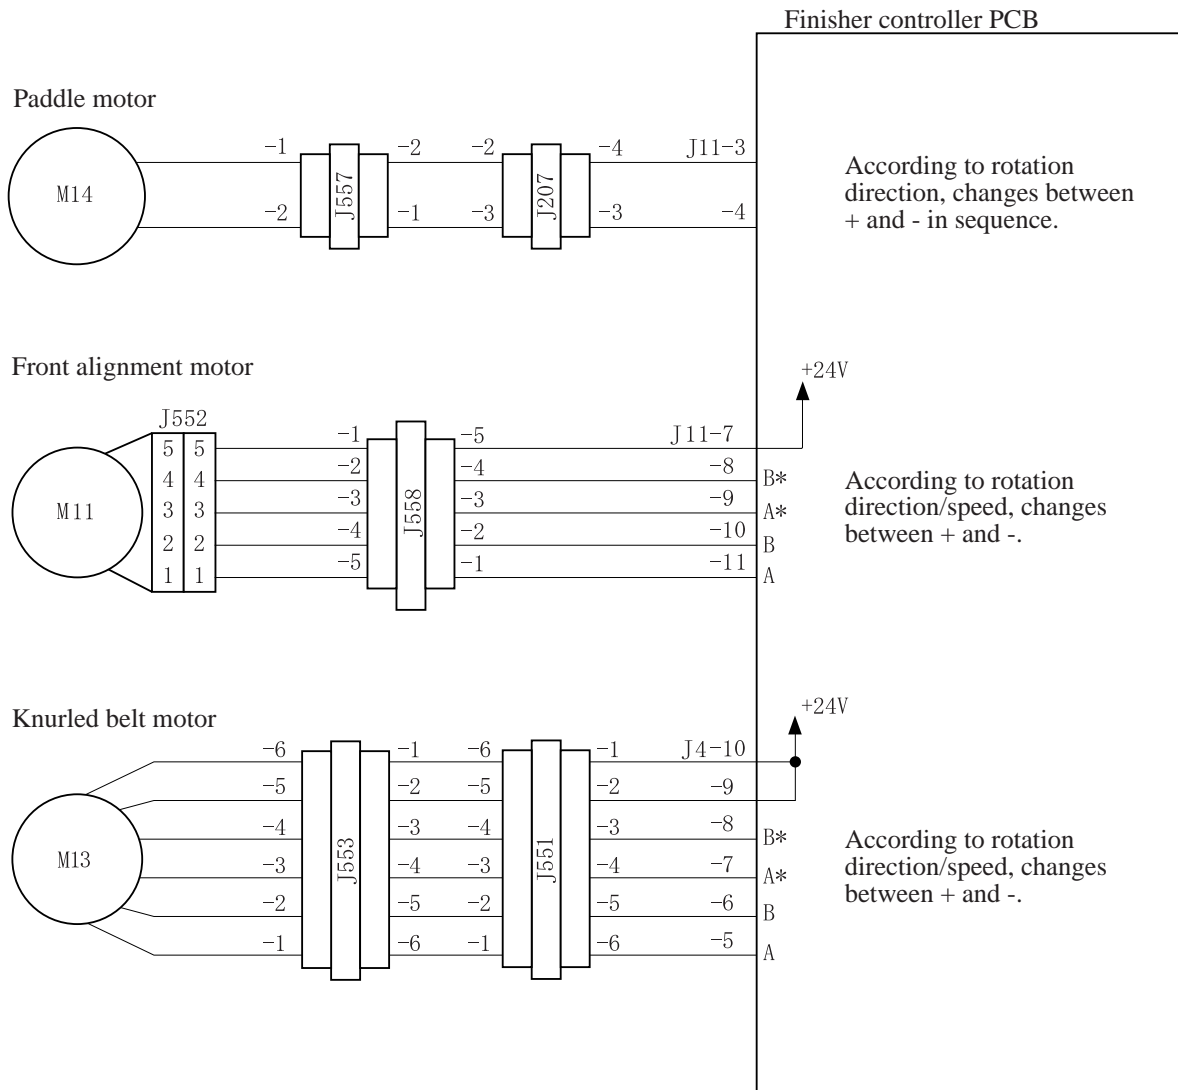 Finisher controller PCB
Paddle motor
M14
-1 -2 -2 -4 J11-3
J557 J207
-2 -1 -3 -3 -4
According to rotation
direction, changes between
+ and - in sequence.
Front alignment motor
+24V
J552
M11
J558
5 5 -1 -5 J11-7
4 4 -2 -4 -8 B*
3 3 -3 -3 -9 A*
2 2 -4 -2 -10 B
1 1 -5 -1 -11 A
According to rotation
direction/speed, changes
between + and -.
Knurled belt motor
+24V
M13
J553 J551
-6 -1 -6 -1 J4-10
-5 -2 -5 -2 -9
-4 -3 -4 -3 -8 B*
-3 -4 -3 -4 -7 A*
-2 -5 -2 -5 -6 B
-1 -6 -1 -6 -5 A
According to rotation
direction/speed, changes
between + and -.